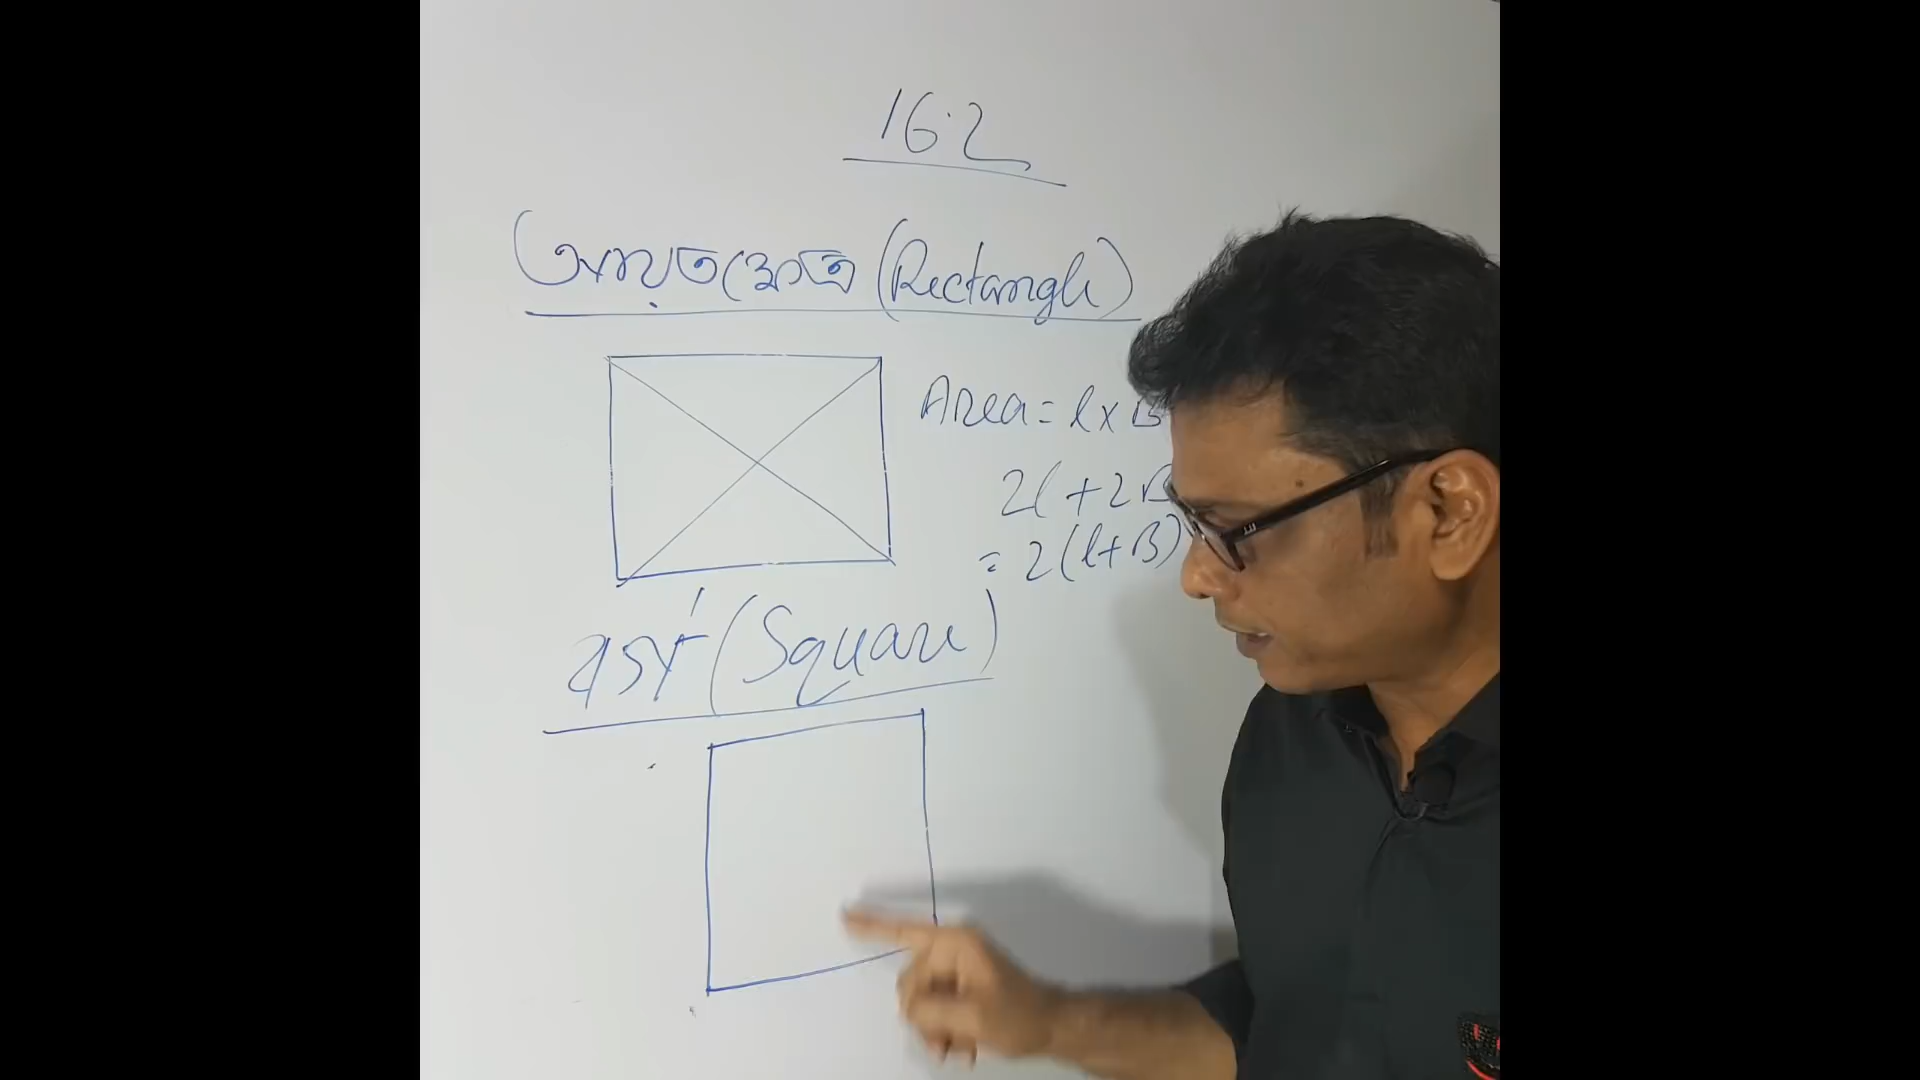 16.2
আয়তক্ষেত্র (Rectangle)
Area = l x B
2l + 2B
= 2(l+B)
বর্গ (Square)